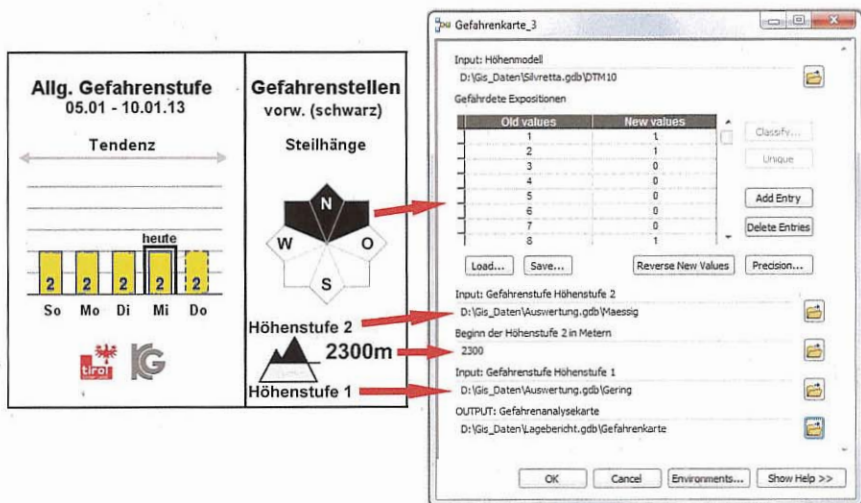 Allg. Gefahrenstufe
05.01 - 10.01.13
Tendenz
heute
2 2 2 2 2
So Mo Di Mi Do
tirol
Gefahrenstellen
vorw. (schwarz)
Steilhänge
N
W O
S
Höhenstufe 2
2300m
Höhenstufe 1
Gefahrenkarte_3
Input: Höhenmodell
D:\Gis_Daten\Silvretta.gdb\DTM10
Gefährdete Expositionen
Old values New values
1 1
2 1
3 0
4 0
5 0
6 0
7 0
8 1
Classify...
Unique
Add Entry
Delete Entries
Load... Save... Reverse New Values Precision...
Input: Gefahrenstufe Höhenstufe 2
D:\Gis_Daten\Auswertung.gdb\Maessig
Beginn der Höhenstufe 2 in Metern
2300
Input: Gefahrenstufe Höhenstufe 1
D:\Gis_Daten\Auswertung.gdb\Gering
OUTPUT: Gefahrenanalysekarte
D:\Gis_Daten\Lagebericht.gdb\Gefahrenkarte
OK Cancel Environments... Show Help >>